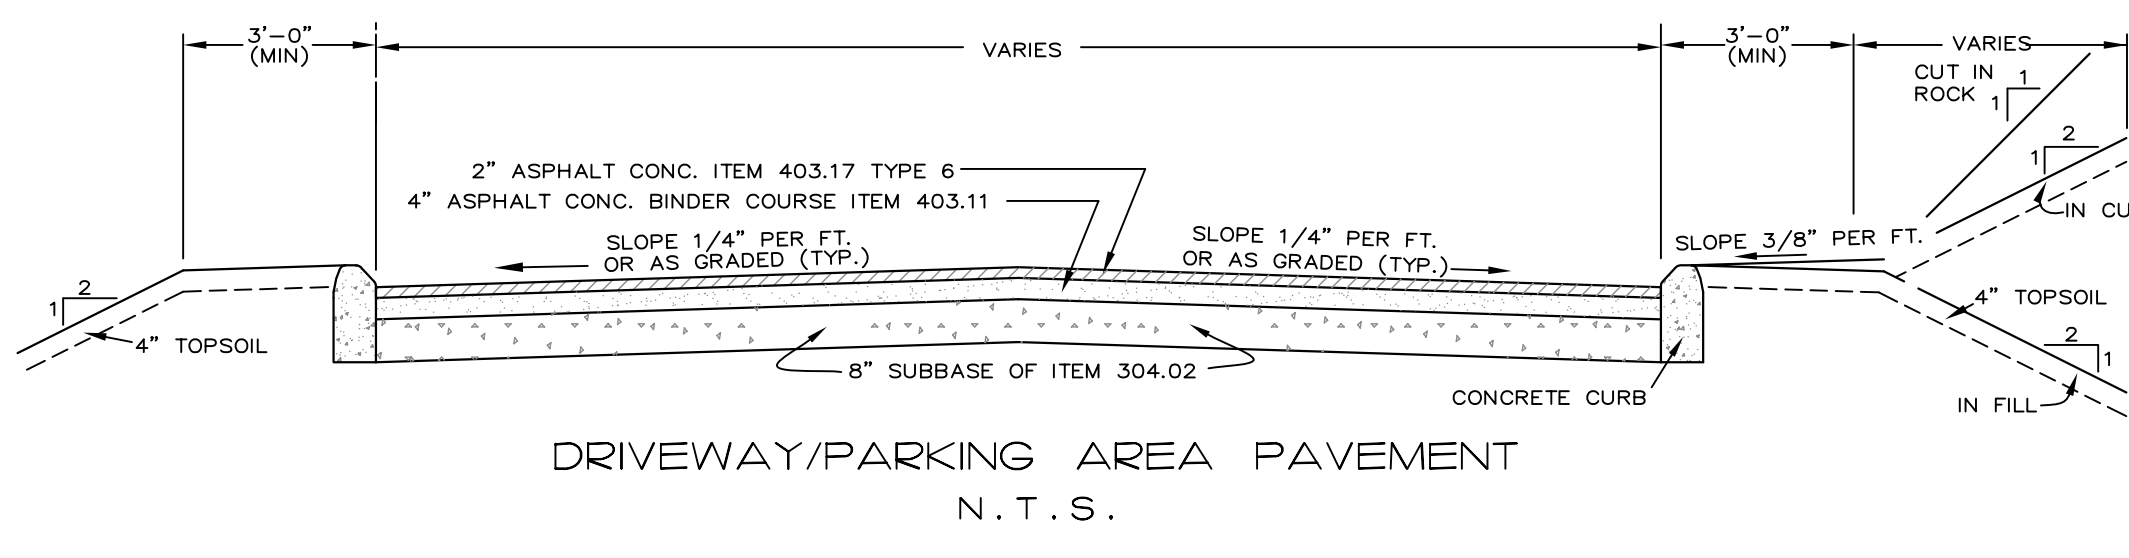 3'-0"
(MIN)
VARIES
3'-0"
(MIN)
VARIES
CUT IN
ROCK
1
1
2
1
IN CU
2" ASPHALT CONC. ITEM 403.17 TYPE 6
4" ASPHALT CONC. BINDER COURSE ITEM 403.11
SLOPE 1/4" PER FT.
OR AS GRADED (TYP.)
SLOPE 1/4" PER FT.
OR AS GRADED (TYP.)
SLOPE 3/8" PER FT.
2
1
4" TOPSOIL
4" TOPSOIL
2
1
8" SUBBASE OF ITEM 304.02
CONCRETE CURB
IN FILL
DRIVEWAY/PARKING AREA PAVEMENT
N.T.S.